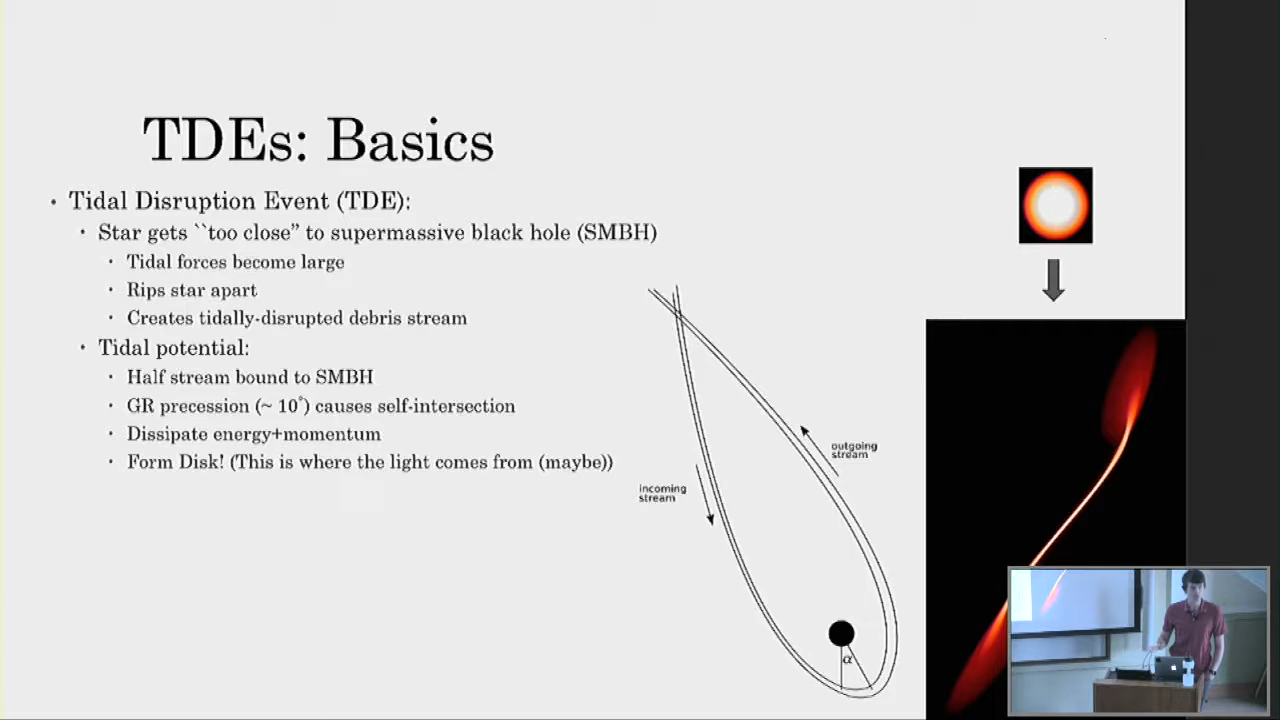 TDEs: Basics
• Tidal Disruption Event (TDE):
• Star gets ``too close” to supermassive black hole (SMBH)
• Tidal forces become large
• Rips star apart
• Creates tidally-disrupted debris stream
• Tidal potential:
• Half stream bound to SMBH
• GR precession (~ 10°) causes self-intersection
• Dissipate energy+momentum
• Form Disk! (This is where the light comes from (maybe))
outgoing
stream
incoming
stream
α